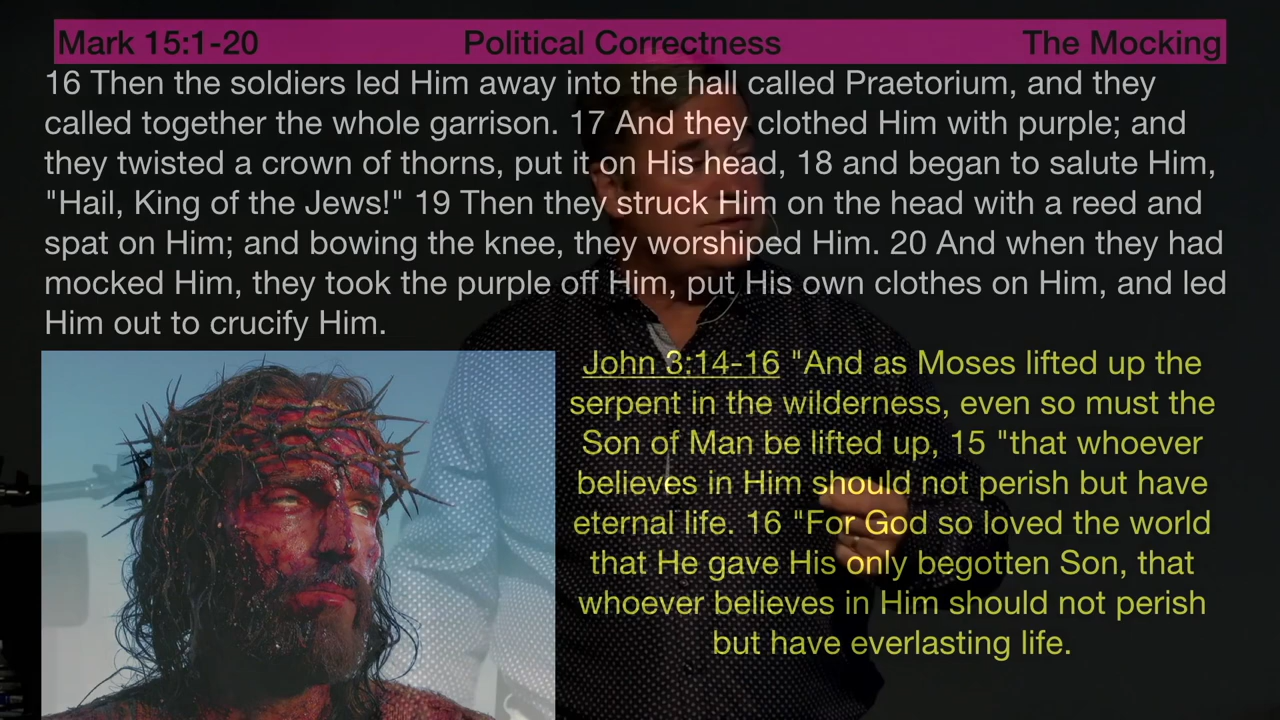 Mark 15:1-20 Political Correctness The Mocking
16 Then the soldiers led Him away into the hall called Praetorium, and they
called together the whole garrison. 17 And they clothed Him with purple; and
they twisted a crown of thorns, put it on His head, 18 and began to salute Him,
"Hail, King of the Jews!" 19 Then they struck Him on the head with a reed and
spat on Him; and bowing the knee, they worshiped Him. 20 And when they had
mocked Him, they took the purple off Him, put His own clothes on Him, and led
Him out to crucify Him.
John 3:14-16 "And as Moses lifted up the
serpent in the wilderness, even so must the
Son of Man be lifted up, 15 "that whoever
believes in Him should not perish but have
eternal life. 16 "For God so loved the world
that He gave His only begotten Son, that
whoever believes in Him should not perish
but have everlasting life.